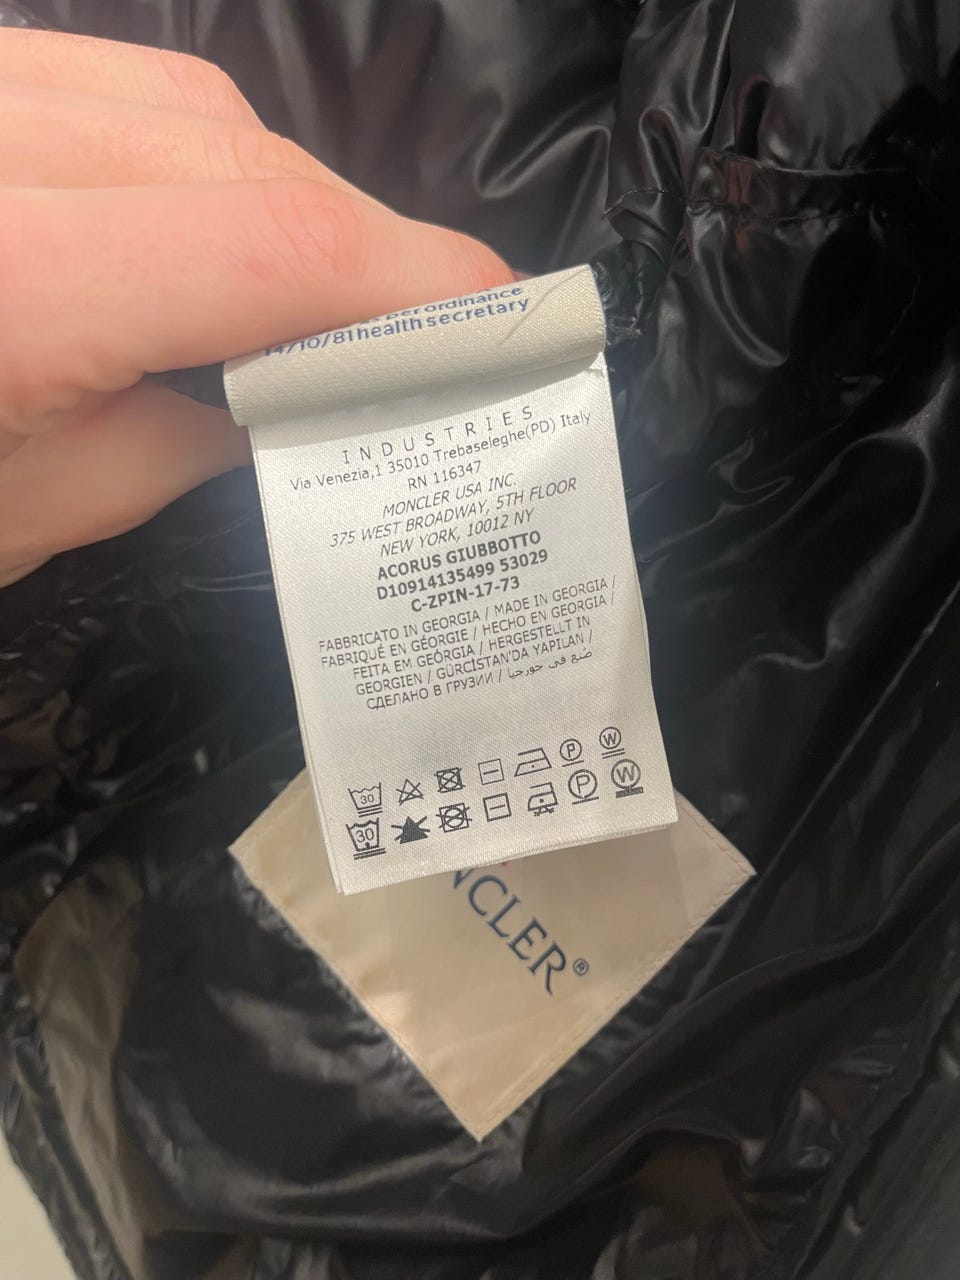 per ordinance
14/10/81 health secretary
INDUSTRIES
Via Venezia,1 35010 Trebaseleghe(PD) Italy
RN 116347
MONCLER USA INC.
375 WEST BROADWAY, 5TH FLOOR
NEW YORK, 10012 NY
ACORUS GIUBBOTTO
D10914135499 53029
C-ZPIN-17-73
FABBRICATO IN GEORGIA / MADE IN GEORGIA /
FABRIQUÉ EN GÉORGIE / HECHO EN GEORGIA /
FEITA EM GEÓRGIA / HERGESTELLT IN
GEORGIEN / GÜRCİSTAN'DA YAPILAN /
СДЕЛАНО В ГРУЗИИ / صنع في جورجيا
30 P W
30 P W
NCLER®